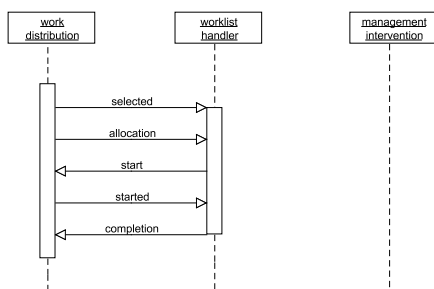 work
distribution
worklist
handler
management
intervention
selected
allocation
start
started
completion